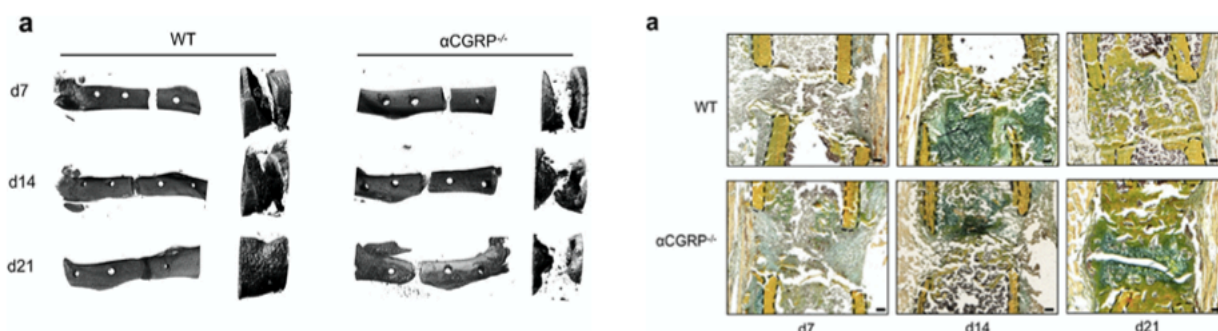 a
WT
αCGRP-/-
d7
d14
d21
a
WT
αCGRP-/-
d7
d14
d21